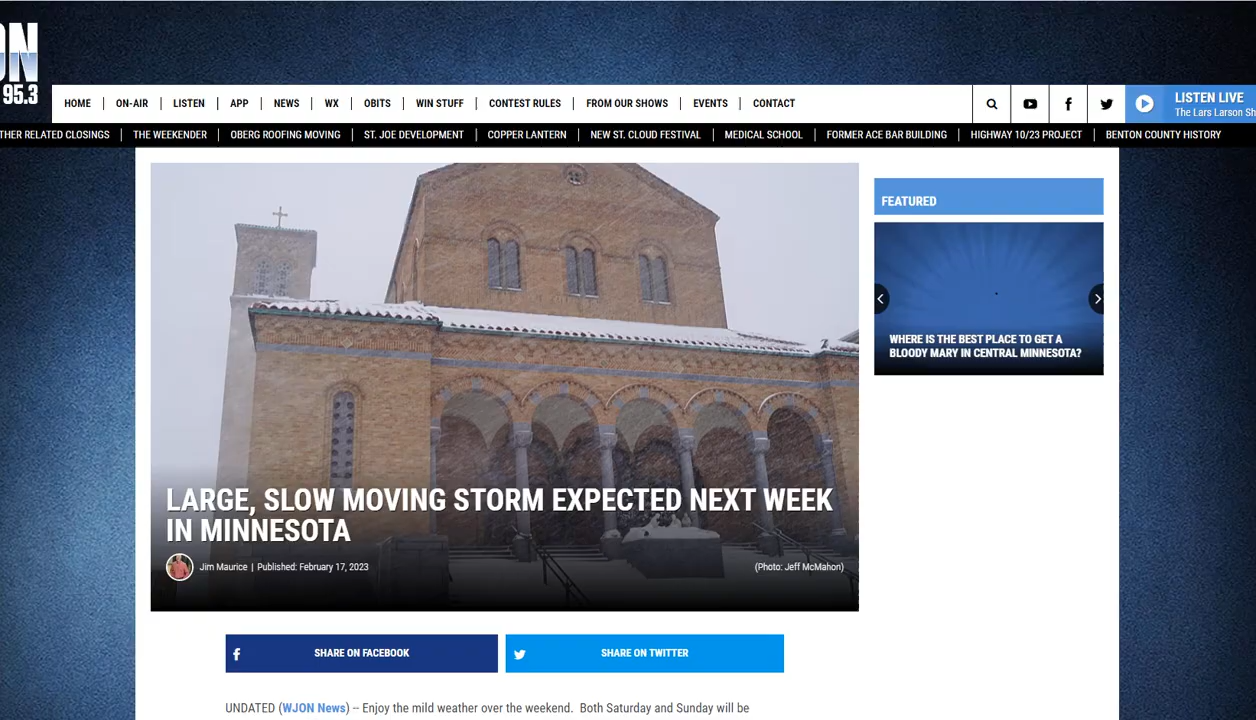 ON
95.3
HOME
ON-AIR
LISTEN
APP
NEWS
WX
OBITS
WIN STUFF
CONTEST RULES
FROM OUR SHOWS
EVENTS
CONTACT
LISTEN LIVE
The Lars Larson Sh
THER RELATED CLOSINGS
THE WEEKENDER
OBERG ROOFING MOVING
ST. JOE DEVELOPMENT
COPPER LANTERN
NEW ST. CLOUD FESTIVAL
MEDICAL SCHOOL
FORMER ACE BAR BUILDING
HIGHWAY 10/23 PROJECT
BENTON COUNTY HISTORY
LARGE, SLOW MOVING STORM EXPECTED NEXT WEEK
IN MINNESOTA
Jim Maurice | Published: February 17, 2023
(Photo: Jeff McMahon)
FEATURED
WHERE IS THE BEST PLACE TO GET A
BLOODY MARY IN CENTRAL MINNESOTA?
SHARE ON FACEBOOK
SHARE ON TWITTER
UNDATED (WJON News) -- Enjoy the mild weather over the weekend. Both Saturday and Sunday will be